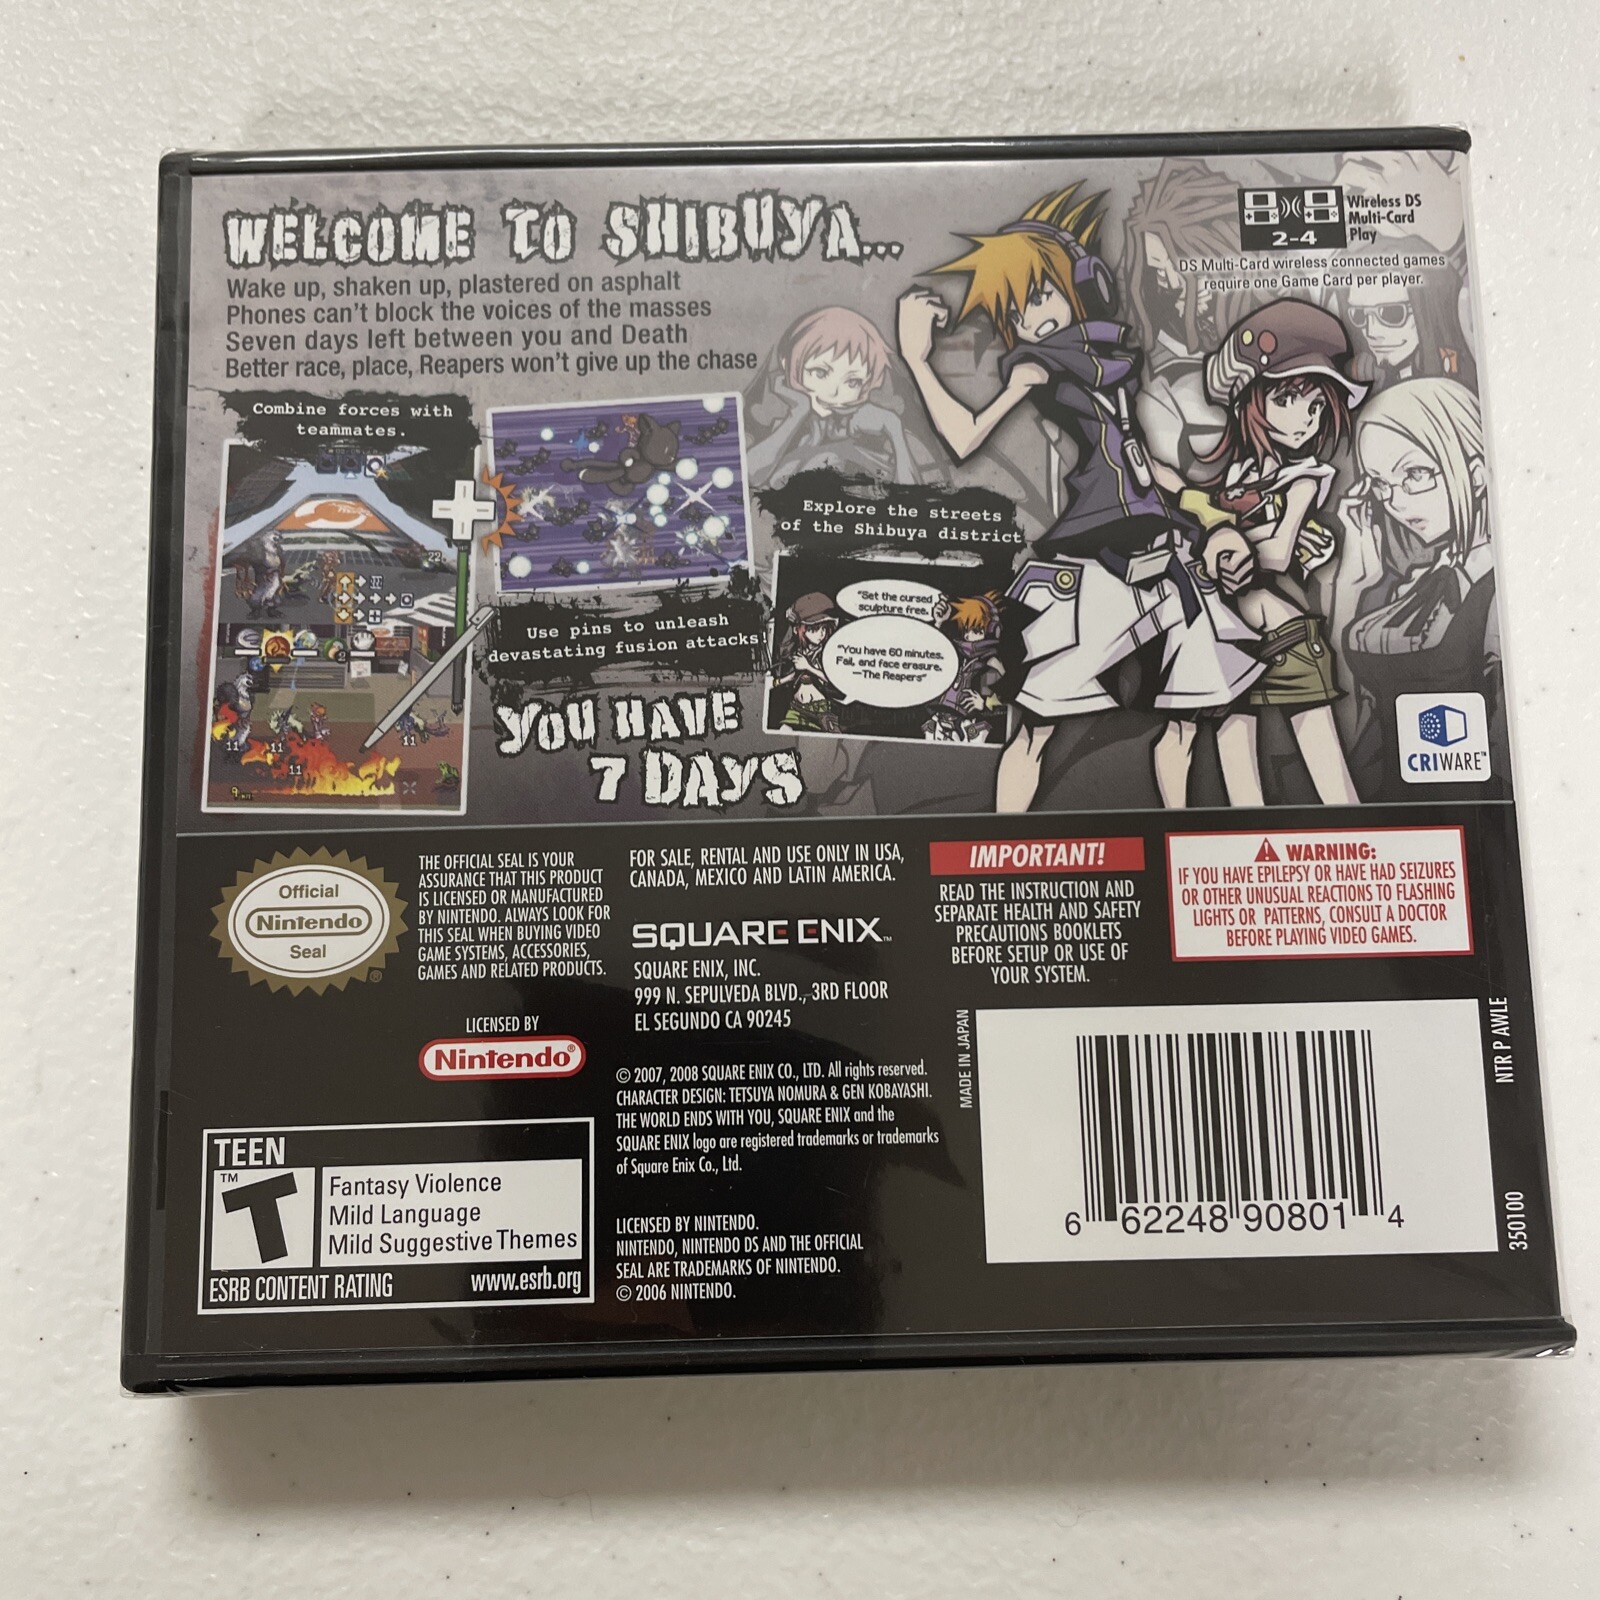 WELCOME TO SHIBUYA...
Wake up, shaken up, plastered on asphalt
Phones can't block the voices of the masses
Seven days left between you and Death
Better race, place, Reapers won't give up the chase
2-4
Wireless DS
Multi-Card
Play
DS Multi-Card wireless connected games
require one Game Card per player.
Combine forces with
teammates.
22
11
11
11
11
9
Use pins to unleash
devastating fusion attacks!
Explore the streets
of the Shibuya district
"Set the cursed
sculpture free.
"You have 60 minutes.
Fail, and face erasure.
—The Reapers"
YOU HAVE
7 DAYS
CRIWARE™
Official
Nintendo
Seal
®
THE OFFICIAL SEAL IS YOUR
ASSURANCE THAT THIS PRODUCT
IS LICENSED OR MANUFACTURED
BY NINTENDO. ALWAYS LOOK FOR
THIS SEAL WHEN BUYING VIDEO
GAME SYSTEMS, ACCESSORIES,
GAMES AND RELATED PRODUCTS.
LICENSED BY
Nintendo®
FOR SALE, RENTAL AND USE ONLY IN USA,
CANADA, MEXICO AND LATIN AMERICA.
SQUARE ENIX™
SQUARE ENIX, INC.
999 N. SEPULVEDA BLVD., 3RD FLOOR
EL SEGUNDO CA 90245
© 2007, 2008 SQUARE ENIX CO., LTD. All rights reserved.
CHARACTER DESIGN: TETSUYA NOMURA & GEN KOBAYASHI.
THE WORLD ENDS WITH YOU, SQUARE ENIX and the
SQUARE ENIX logo are registered trademarks or trademarks
of Square Enix Co., Ltd.
LICENSED BY NINTENDO.
NINTENDO, NINTENDO DS AND THE OFFICIAL
SEAL ARE TRADEMARKS OF NINTENDO.
© 2006 NINTENDO.
IMPORTANT!
READ THE INSTRUCTION AND
SEPARATE HEALTH AND SAFETY
PRECAUTIONS BOOKLETS
BEFORE SETUP OR USE OF
YOUR SYSTEM.
WARNING:
IF YOU HAVE EPILEPSY OR HAVE HAD SEIZURES
OR OTHER UNUSUAL REACTIONS TO FLASHING
LIGHTS OR PATTERNS, CONSULT A DOCTOR
BEFORE PLAYING VIDEO GAMES.
TEEN
T
™
Fantasy Violence
Mild Language
Mild Suggestive Themes
ESRB CONTENT RATING www.esrb.org
MADE IN JAPAN
6 62248 90801 4
NTR P AWLE
350100